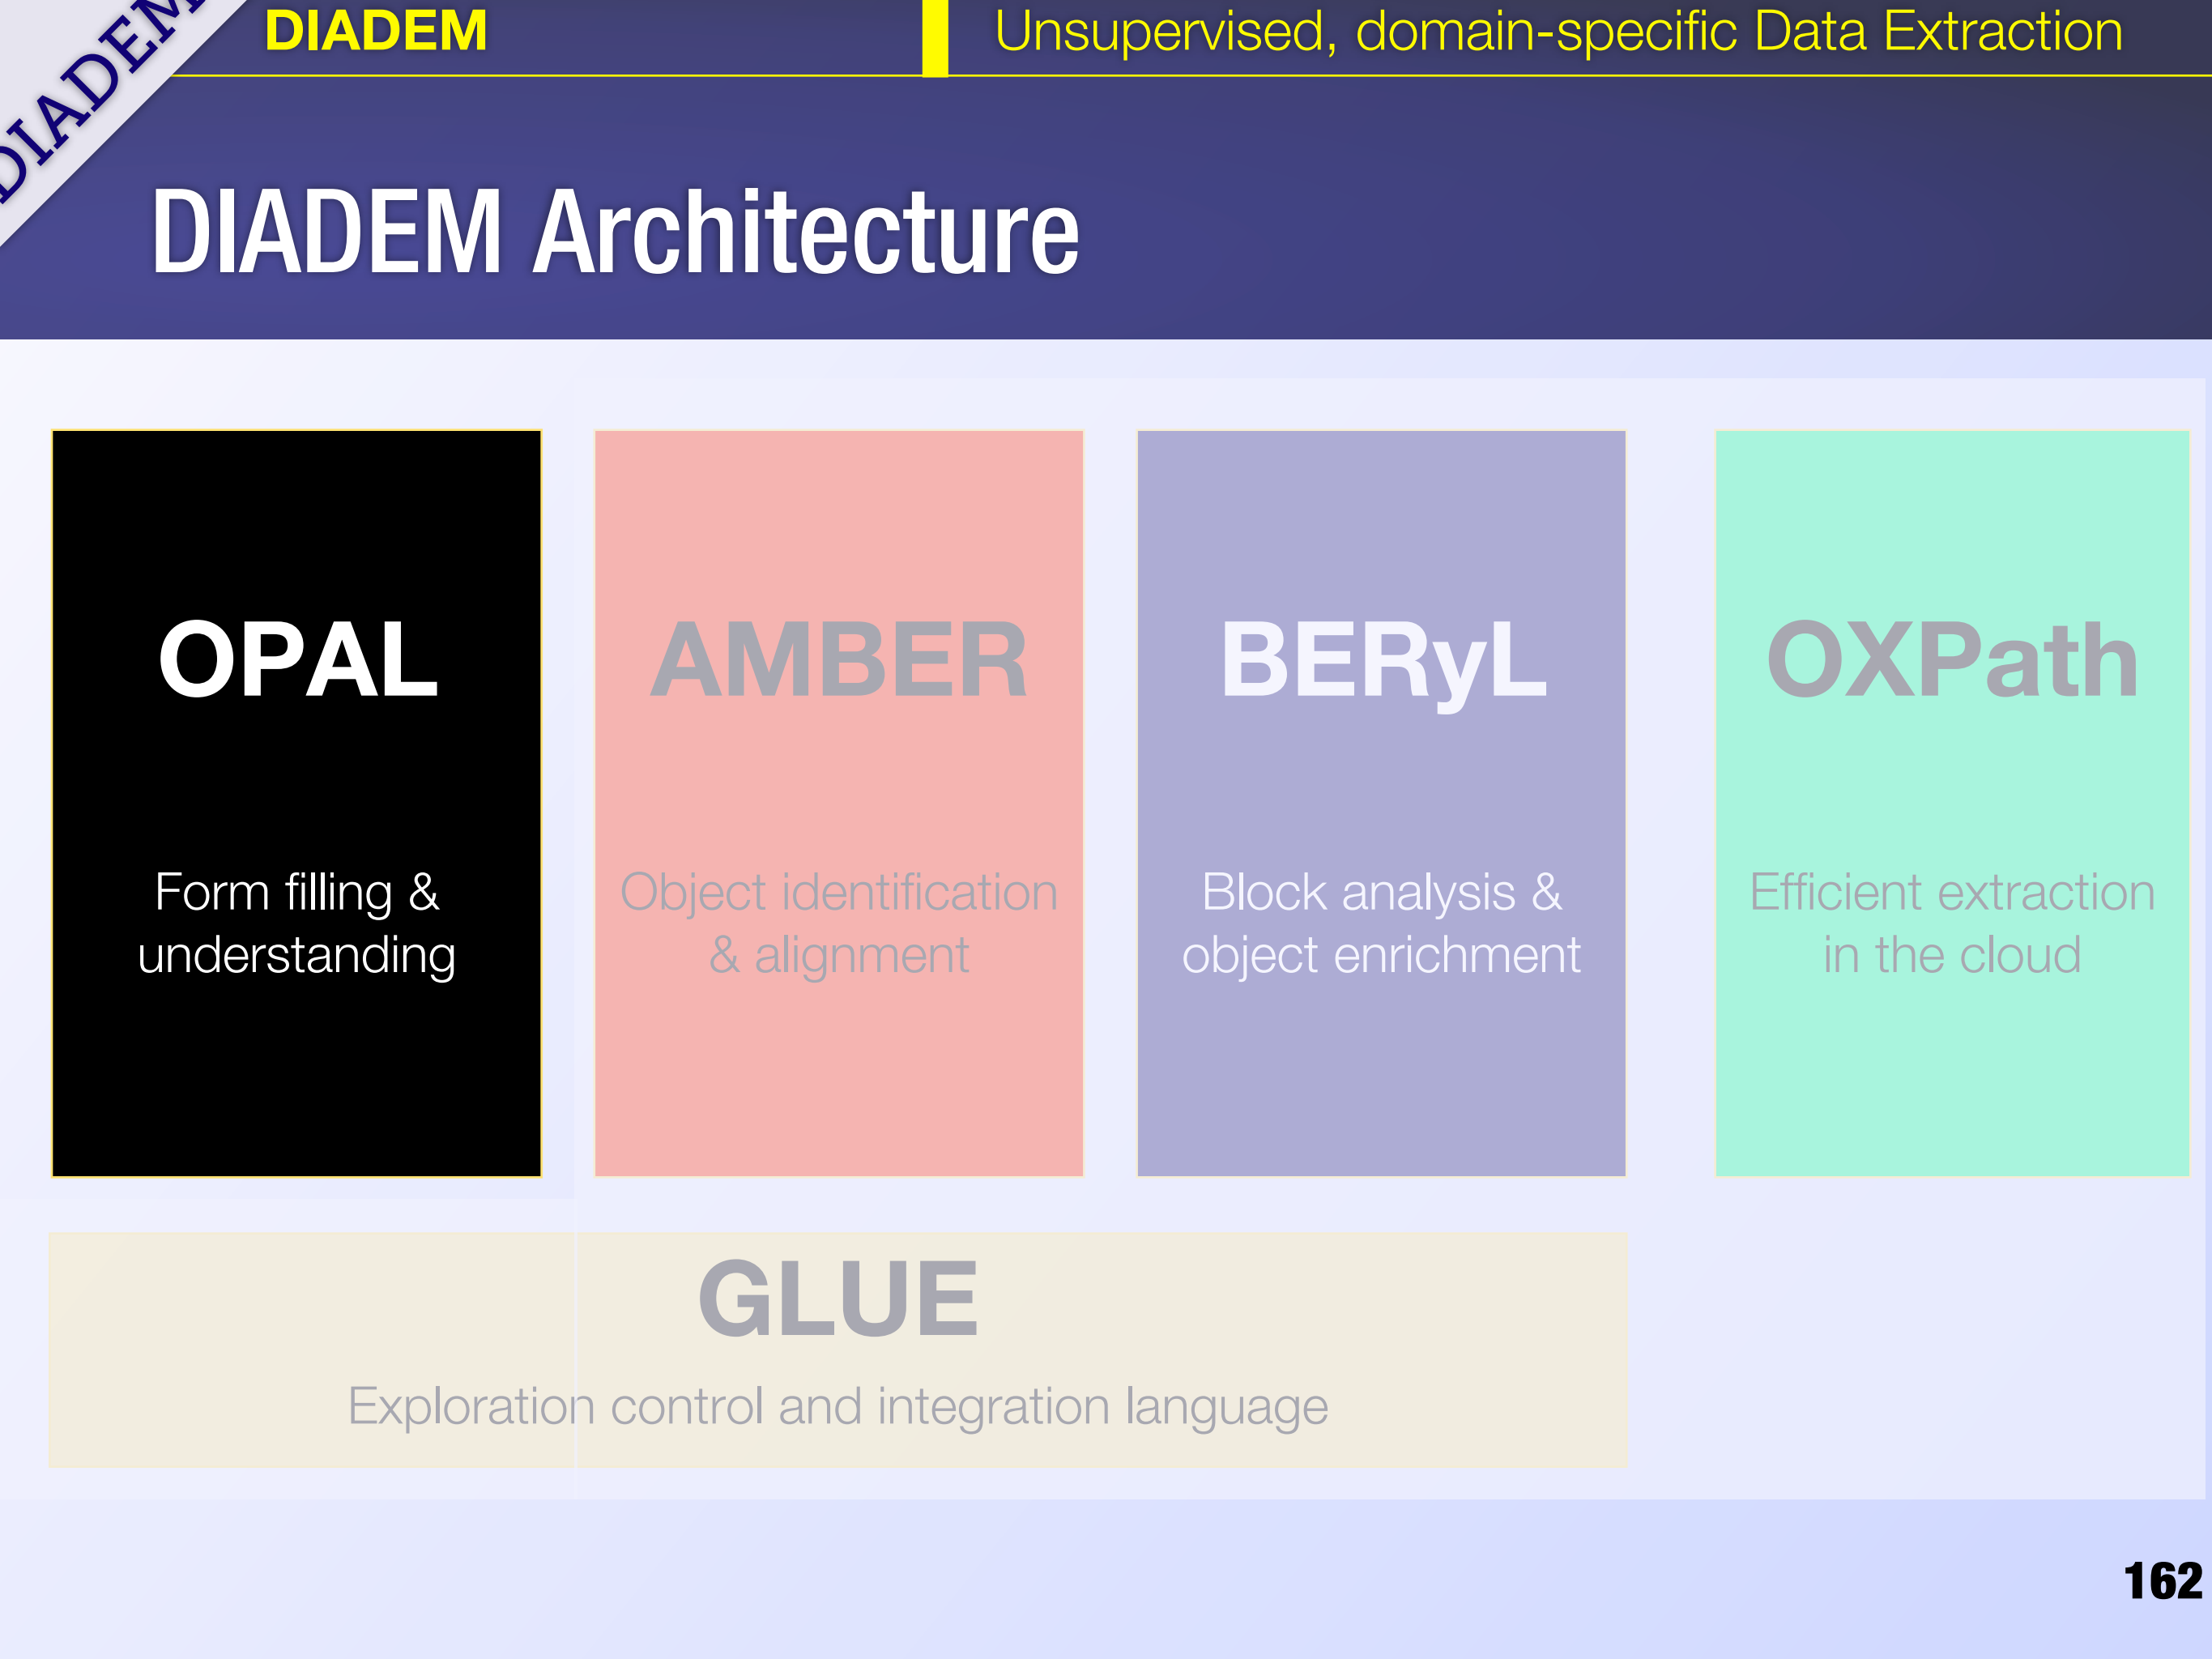 DIADEM
DIADEM
Unsupervised, domain-specific Data Extraction
DIADEM Architecture
OPAL
Form filling &
understanding
AMBER
Object identification
& alignment
BERyL
Block analysis &
object enrichment
OXPath
Efficient extraction
in the cloud
GLUE
Exploration control and integration language
162